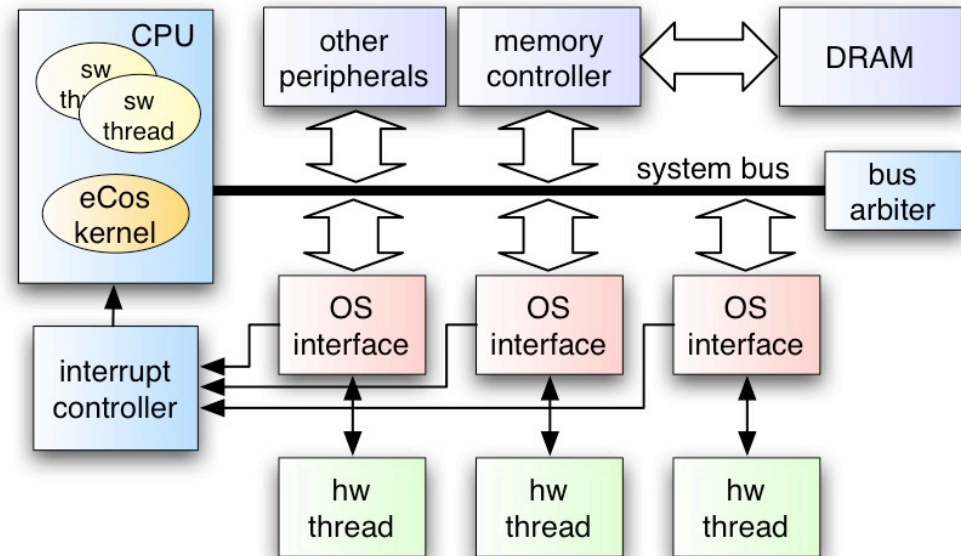 CPU
sw
th
sw
thread
eCos
kernel
other
peripherals
memory
controller
DRAM
system bus
bus
arbiter
OS
interface
OS
interface
OS
interface
interrupt
controller
hw
thread
hw
thread
hw
thread